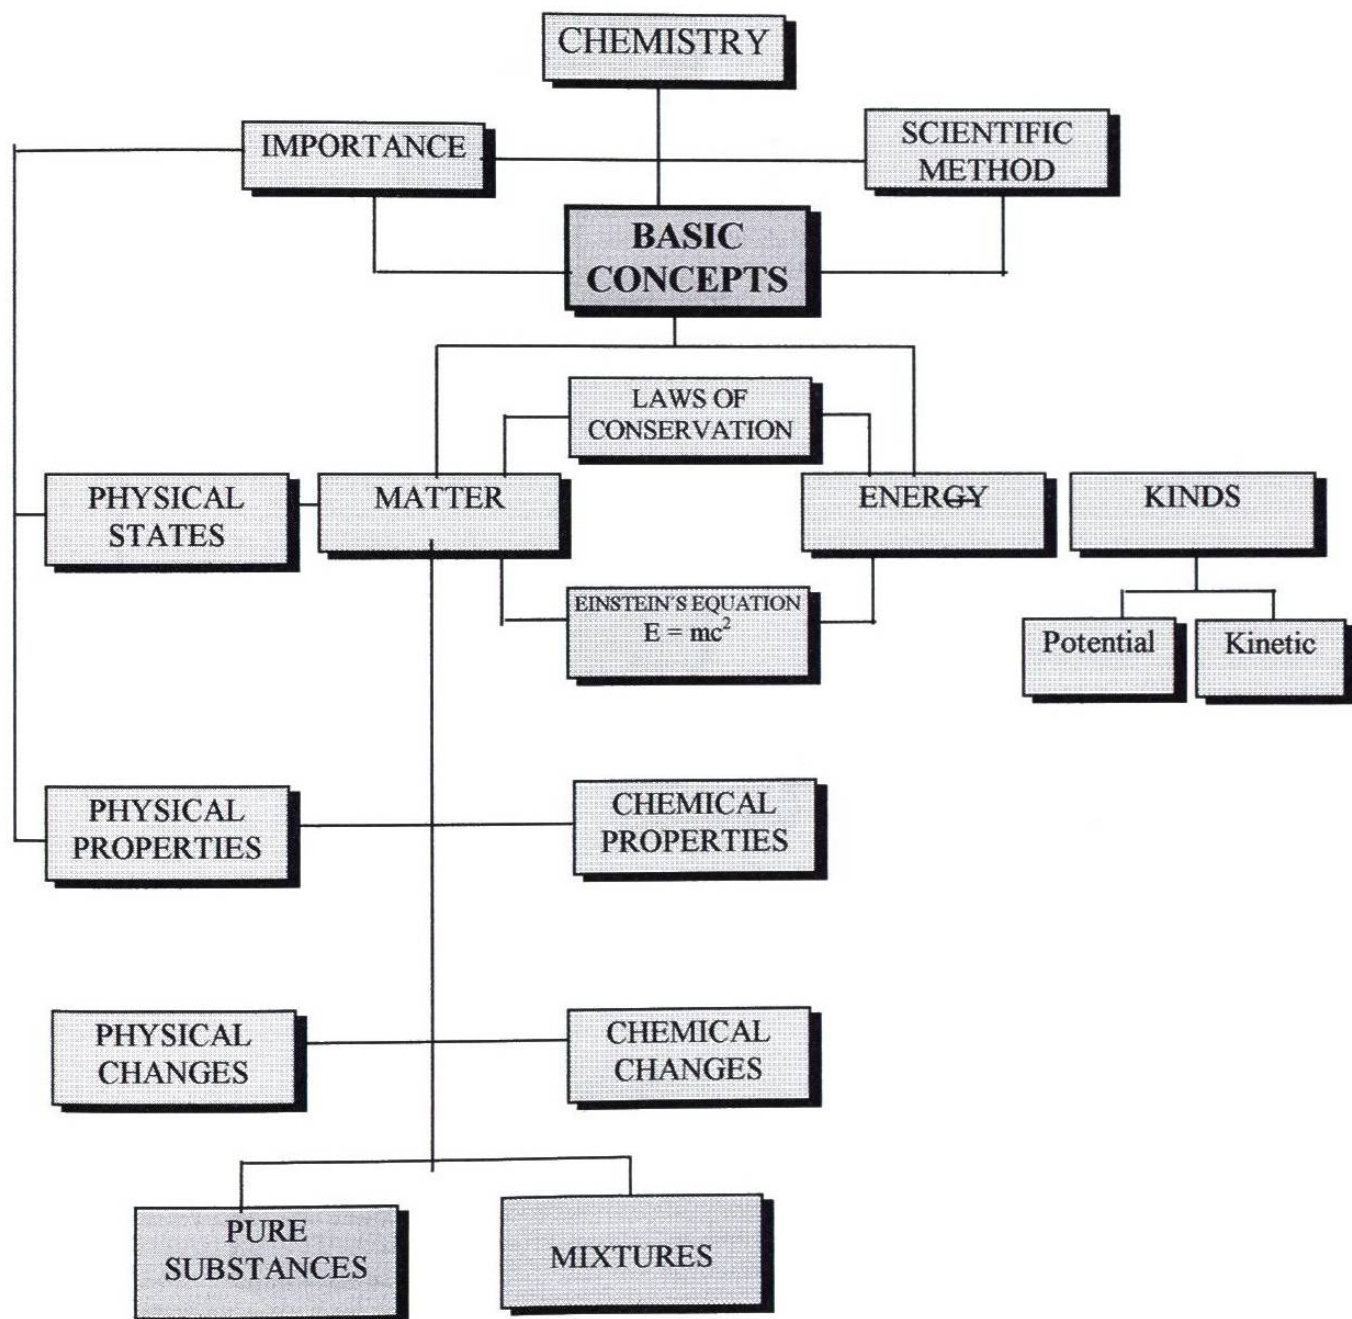 CHEMISTRY
IMPORTANCE
SCIENTIFIC
METHOD
BASIC
CONCEPTS
LAWS OF
CONSERVATION
PHYSICAL
STATES
MATTER
ENERGY
KINDS
EINSTEIN´S EQUATION
E = mc²
Potential
Kinetic
PHYSICAL
PROPERTIES
CHEMICAL
PROPERTIES
PHYSICAL
CHANGES
CHEMICAL
CHANGES
PURE
SUBSTANCES
MIXTURES